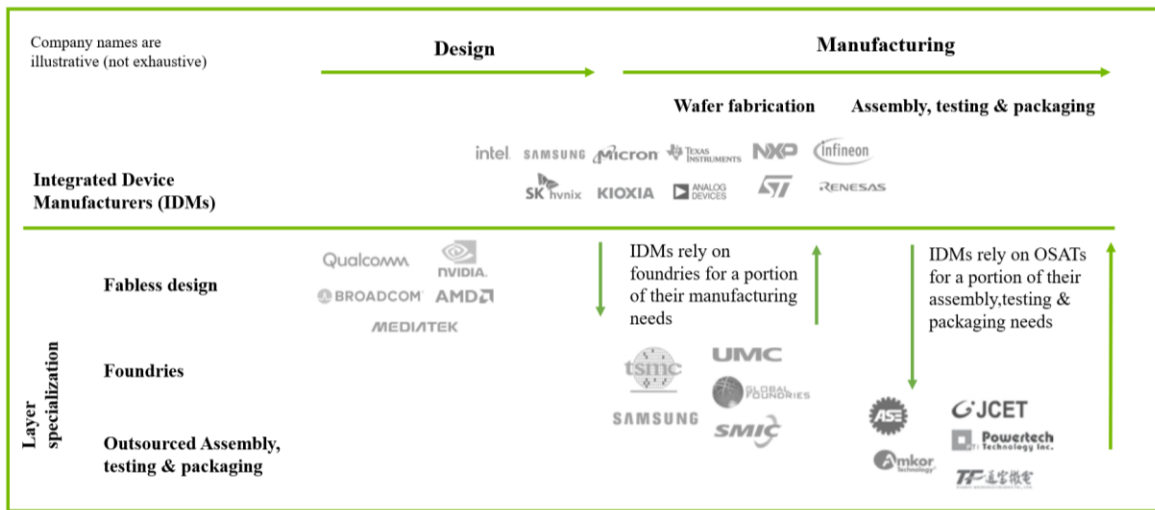 Company names are
illustrative (not exhaustive)
Design
Manufacturing
Wafer fabrication
Assembly, testing & packaging
Integrated Device
Manufacturers (IDMs)
intel
SAMSUNG
Micron
TEXAS
INSTRUMENTS
NXP
infineon
SK hynix
KIOXIA
ANALOG
DEVICES
ST
RENESAS
Layer
specialization
Fabless design
Qualcomm
NVIDIA.
BROADCOM
AMD
MEDIATEK
IDMs rely on
foundries for a portion
of their manufacturing
needs
IDMs rely on OSATs
for a portion of their
assembly,testing &
packaging needs
Foundries
tsmc
UMC
GLOBAL
FOUNDRIES
SAMSUNG
SMIC
Outsourced Assembly,
testing & packaging
ASE
JCET
Powertech
Technology Inc.
Amkor
Technology
TF